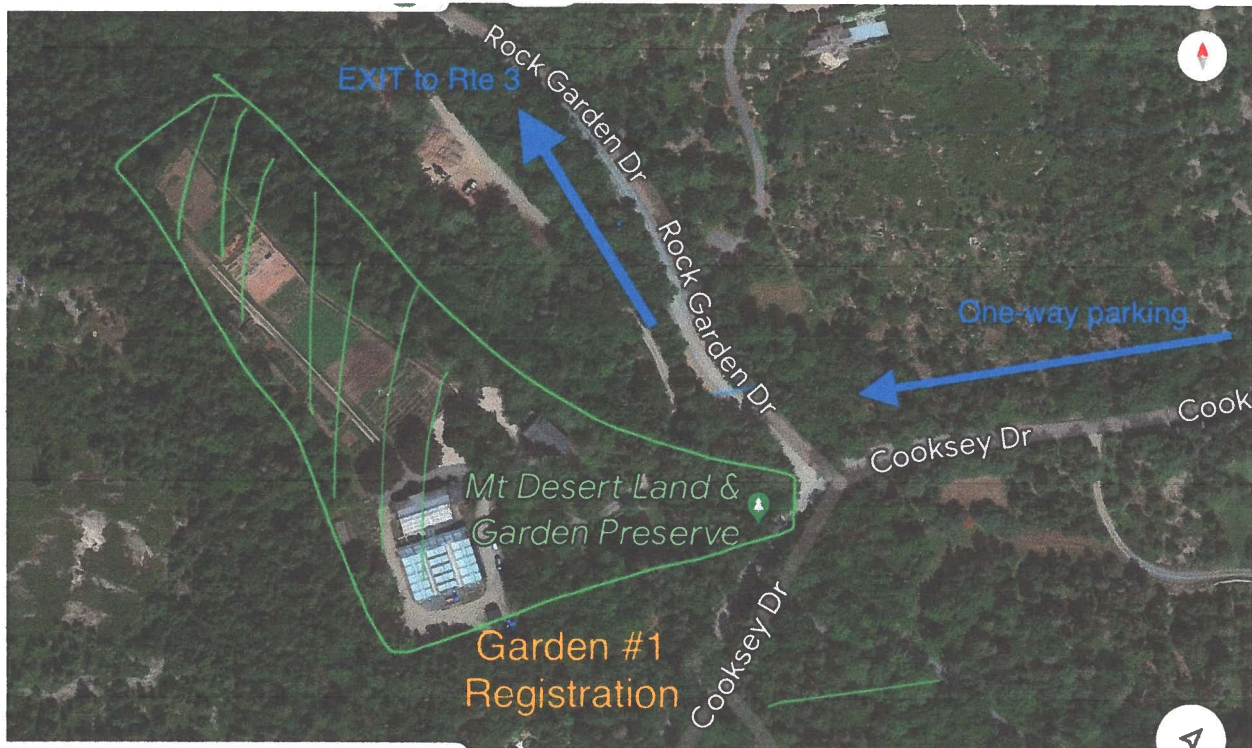 Rock Garden Dr
EXIT to Rte 3
Rock Garden Dr
One-way parking
Cook
Cooksey Dr
Mt Desert Land &
Garden Preserve
Garden #1
Registration
Cooksey Dr